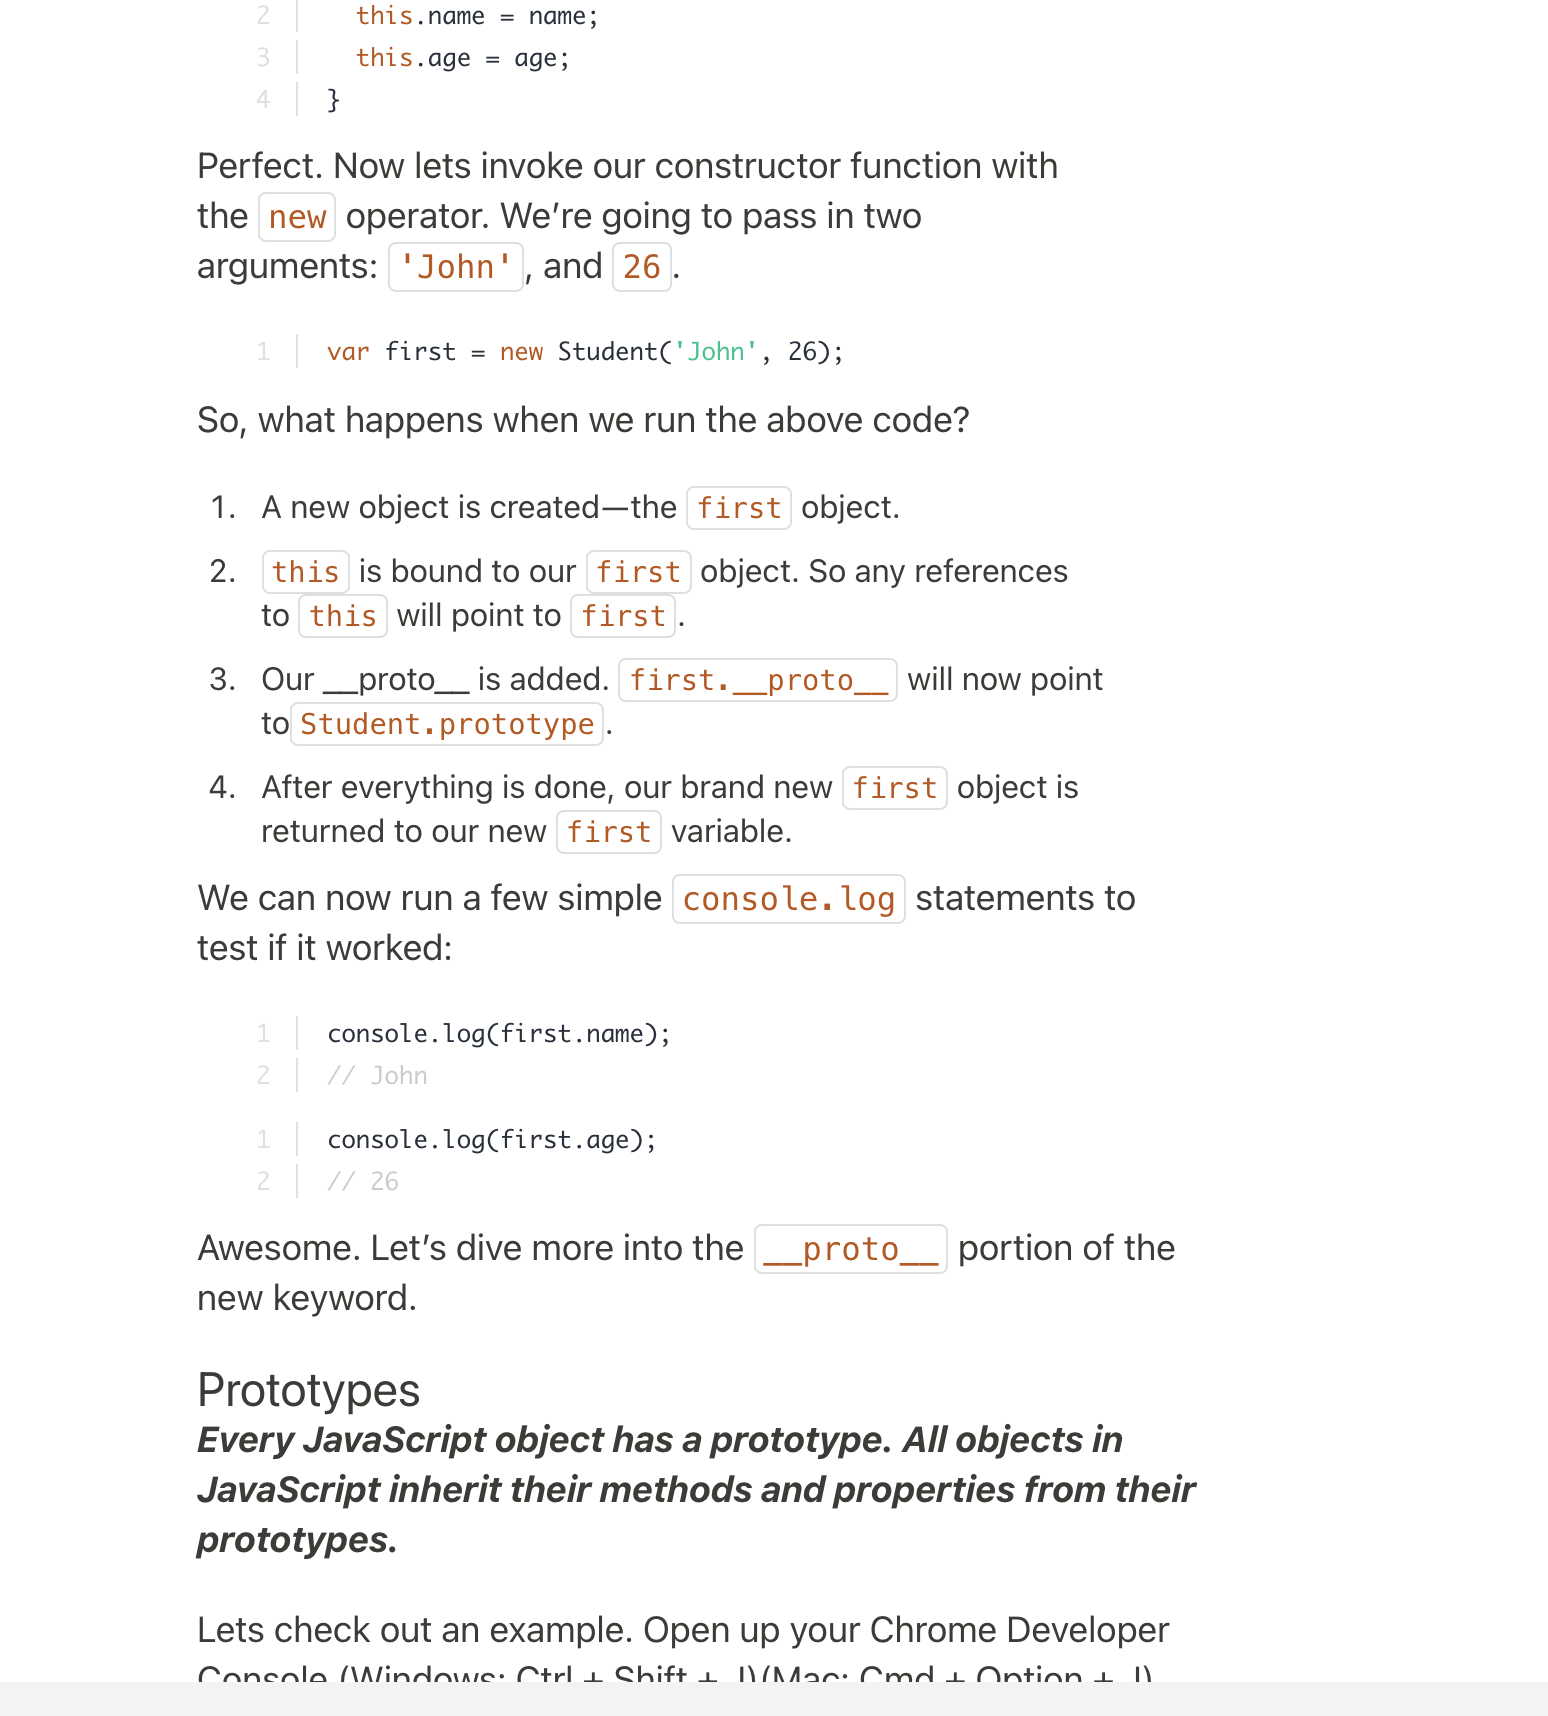 2 this.name = name;
3 this.age = age;
4 }
Perfect. Now lets invoke our constructor function with
the new operator. We’re going to pass in two
arguments: 'John', and 26.
1 var first = new Student('John', 26);
So, what happens when we run the above code?
1. A new object is created—the first object.
2. this is bound to our first object. So any references
to this will point to first.
3. Our __proto__ is added. first.__proto__ will now point
to Student.prototype.
4. After everything is done, our brand new first object is
returned to our new first variable.
We can now run a few simple console.log statements to
test if it worked:
1 console.log(first.name);
2 // John
1 console.log(first.age);
2 // 26
Awesome. Let’s dive more into the __proto__ portion of the
new keyword.
Prototypes
Every JavaScript object has a prototype. All objects in
JavaScript inherit their methods and properties from their
prototypes.
Lets check out an example. Open up your Chrome Developer
Console (Windows: Ctrl + Shift + J)(Mac: Cmd + Option + J)